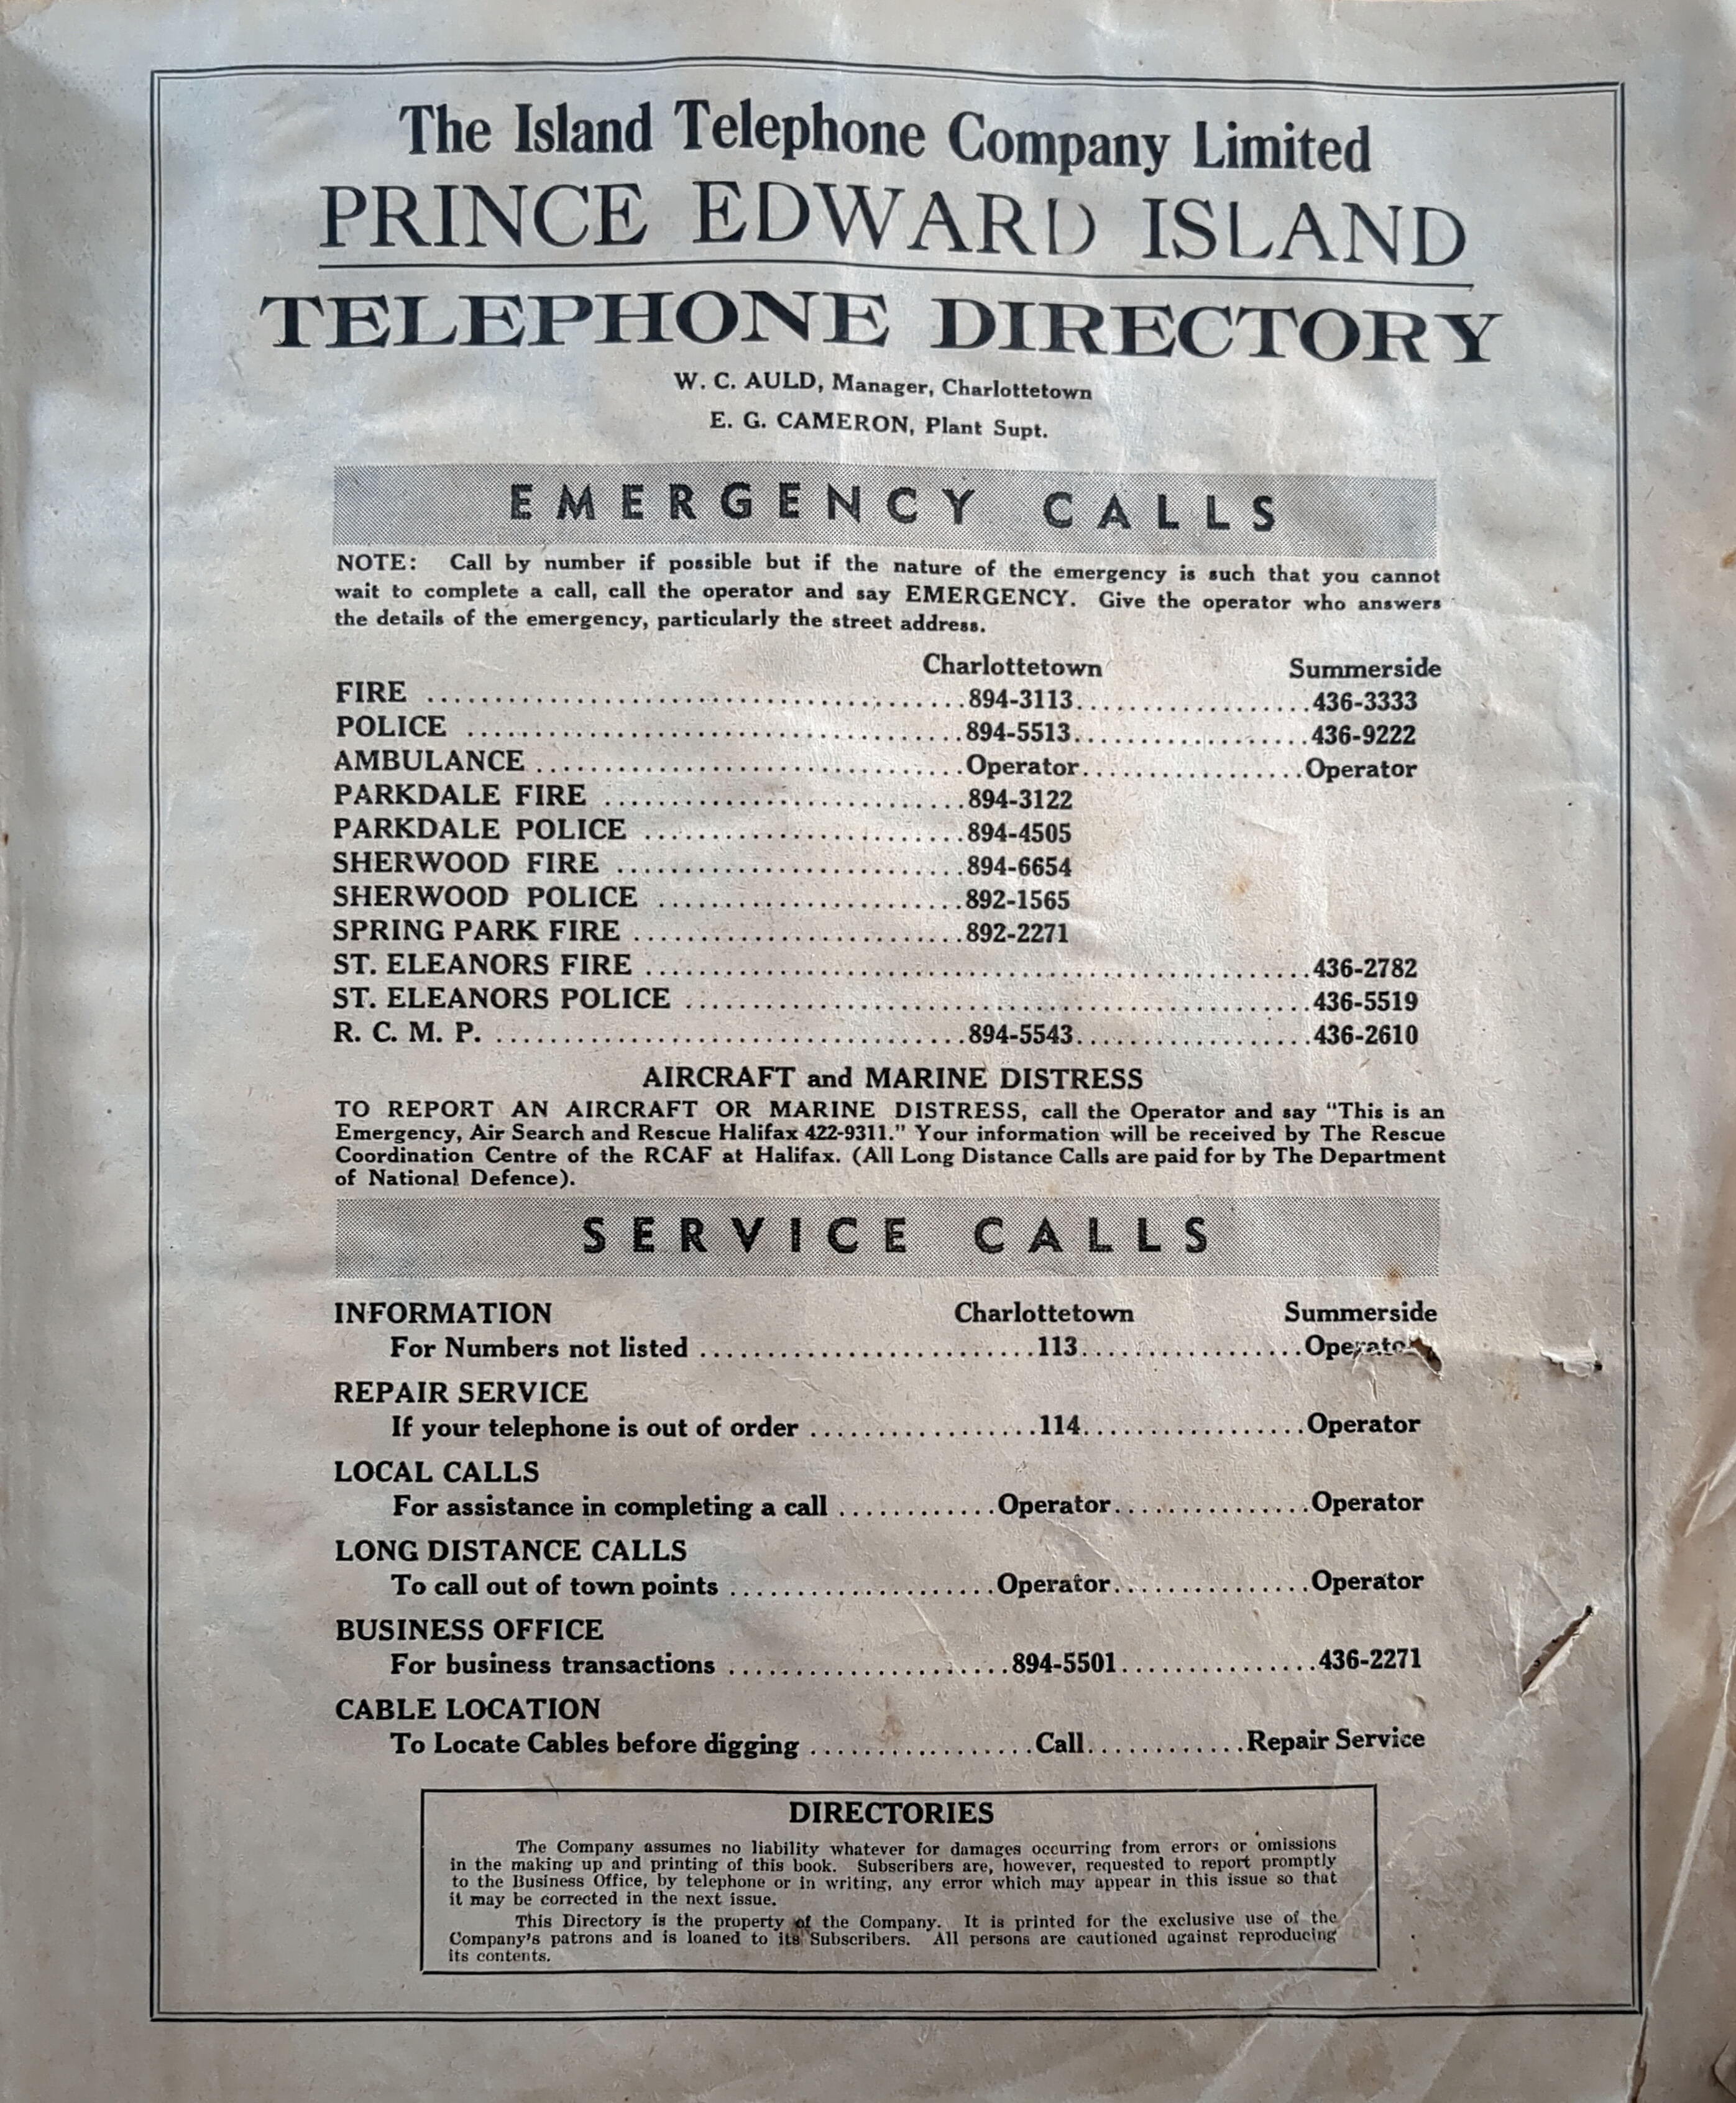 The Island Telephone Company Limited
PRINCE EDWARD ISLAND
TELEPHONE DIRECTORY
W. C. AULD, Manager, Charlottetown
E. G. CAMERON, Plant Supt.
EMERGENCY CALLS
NOTE: Call by number if possible but if the nature of the emergency is such that you cannot
wait to complete a call, call the operator and say EMERGENCY. Give the operator who answers
the details of the emergency, particularly the street address.
Charlottetown Summerside
FIRE ........................................ 894-3113 .................. 436-3333
POLICE ..................................... 894-5513 .................. 436-9222
AMBULANCE ................................ Operator ................. Operator
PARKDALE FIRE ........................... 894-3122
PARKDALE POLICE ........................ 894-4505
SHERWOOD FIRE .......................... 894-6654
SHERWOOD POLICE ....................... 892-1565
SPRING PARK FIRE ......................... 892-2271
ST. ELEANORS FIRE .................................................. 436-2782
ST. ELEANORS POLICE ............................................... 436-5519
R. C. M. P. ................................... 894-5543 .................. 436-2610
AIRCRAFT and MARINE DISTRESS
TO REPORT AN AIRCRAFT OR MARINE DISTRESS, call the Operator and say “This is an
Emergency, Air Search and Rescue Halifax 422-9311.” Your information will be received by The Rescue
Coordination Centre of the RCAF at Halifax. (All Long Distance Calls are paid for by The Department
of National Defence).
SERVICE CALLS
INFORMATION Charlottetown Summerside
For Numbers not listed ......................... 113 ................. Operator
REPAIR SERVICE
If your telephone is out of order ................. 114 ................. Operator
LOCAL CALLS
For assistance in completing a call ............ Operator ............... Operator
LONG DISTANCE CALLS
To call out of town points .................... Operator ............... Operator
BUSINESS OFFICE
For business transactions ..................... 894-5501 ............... 436-2271
CABLE LOCATION
To Locate Cables before digging ................. Call ............ Repair Service
DIRECTORIES
The Company assumes no liability whatever for damages occurring from errors or omissions
in the making up and printing of this book. Subscribers are, however, requested to report promptly
to the Business Office, by telephone or in writing, any error which may appear in this issue so that
it may be corrected in the next issue.
This Directory is the property of the Company. It is printed for the exclusive use of the
Company's patrons and is loaned to its Subscribers. All persons are cautioned against reproducing
its contents.